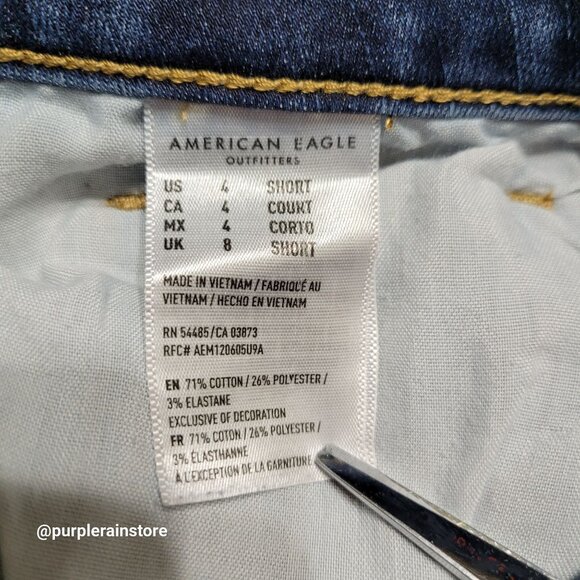 AMERICAN EAGLE
OUTFITTERS
US 4 SHORT
CA 4 COURT
MX 4 CORTO
UK 8 SHORT
MADE IN VIETNAM / FABRIQUÉ AU
VIETNAM / HECHO EN VIETNAM
RN 54485/CA 03873
RFC# AEM120605U9A
EN 71% COTTON / 26% POLYESTER /
3% ELASTANE
EXCLUSIVE OF DECORATION
FR 71% COTON / 26% POLYESTER /
3% ÉLASTHANNE
À L'EXCEPTION DE LA GARNITURE
@purplerainstore